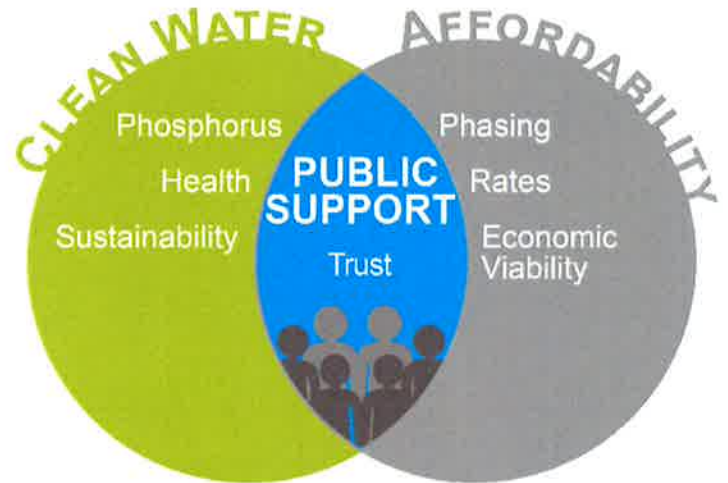 CLEAN WATER
Phosphorus
Health
Sustainability
PUBLIC
SUPPORT
Trust
AFFORDABILITY
Phasing
Rates
Economic
Viability